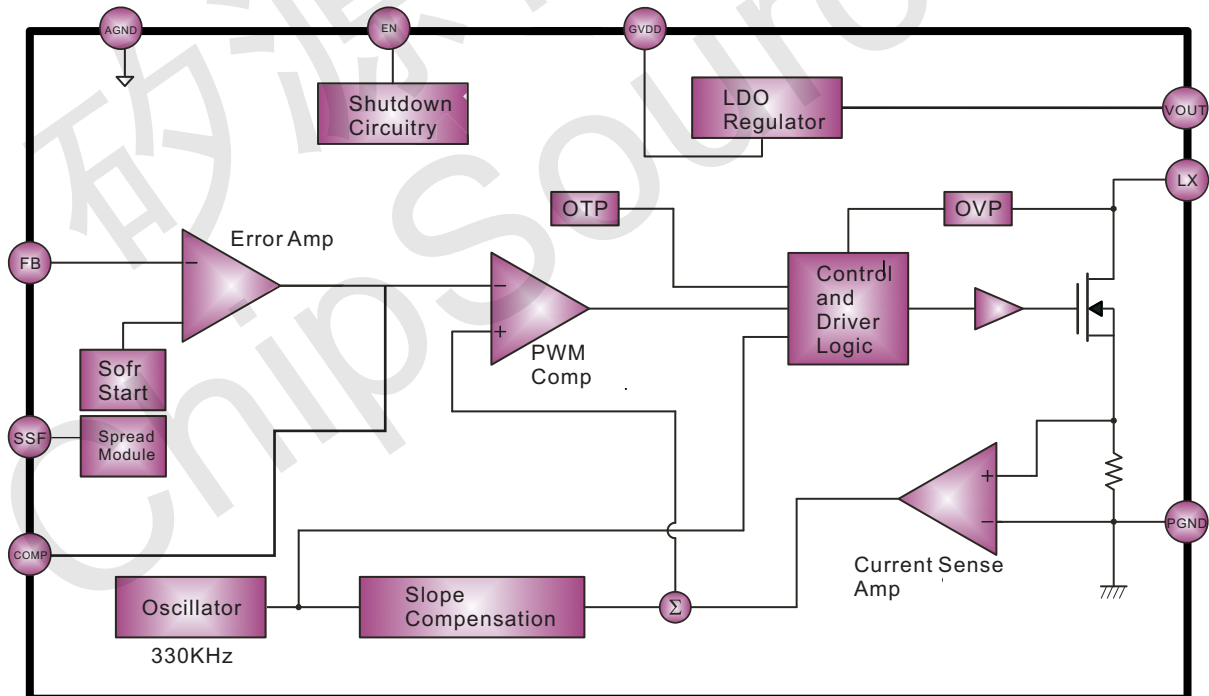 AGND
EN
GVDD
Shutdown
Circuitry
LDO
Regulator
VOUT
LX
OTP
OVP
Error Amp
FB
−
Control
and
Driver
Logic
−
+
PWM
Comp
Sofr
Start
SSF
Spread
Module
+
−
PGND
COMP
Current Sense
Amp
Oscillator
Slope
Compensation
Σ
330KHz
矽源
ChipSourc